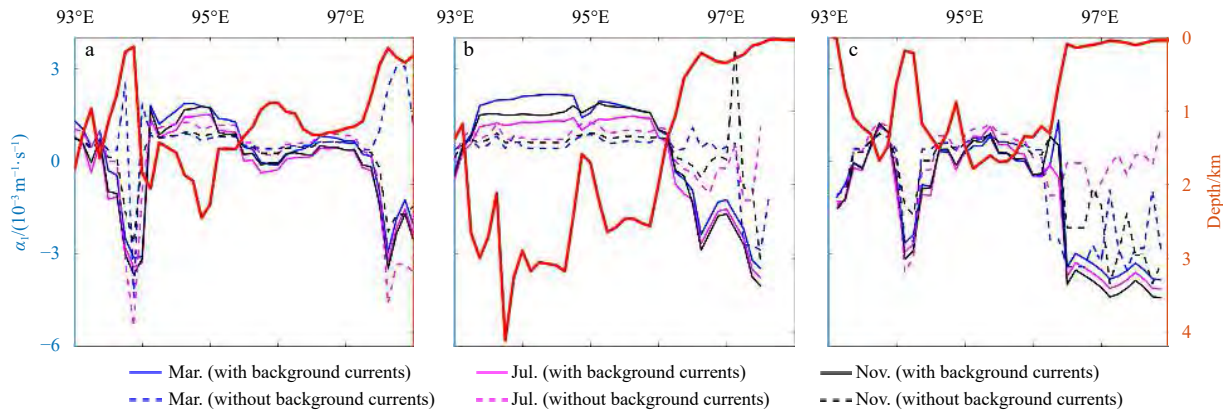 93°E 95°E 97°E 93°E 95°E 97°E 93°E 95°E 97°E
a b c
3
0
−3
−6
α₁/(10⁻³ m⁻¹·s⁻¹)
0
1
2
3
4
Depth/km
Mar. (with background currents) Jul. (with background currents) Nov. (with background currents)
Mar. (without background currents) Jul. (without background currents) Nov. (without background currents)